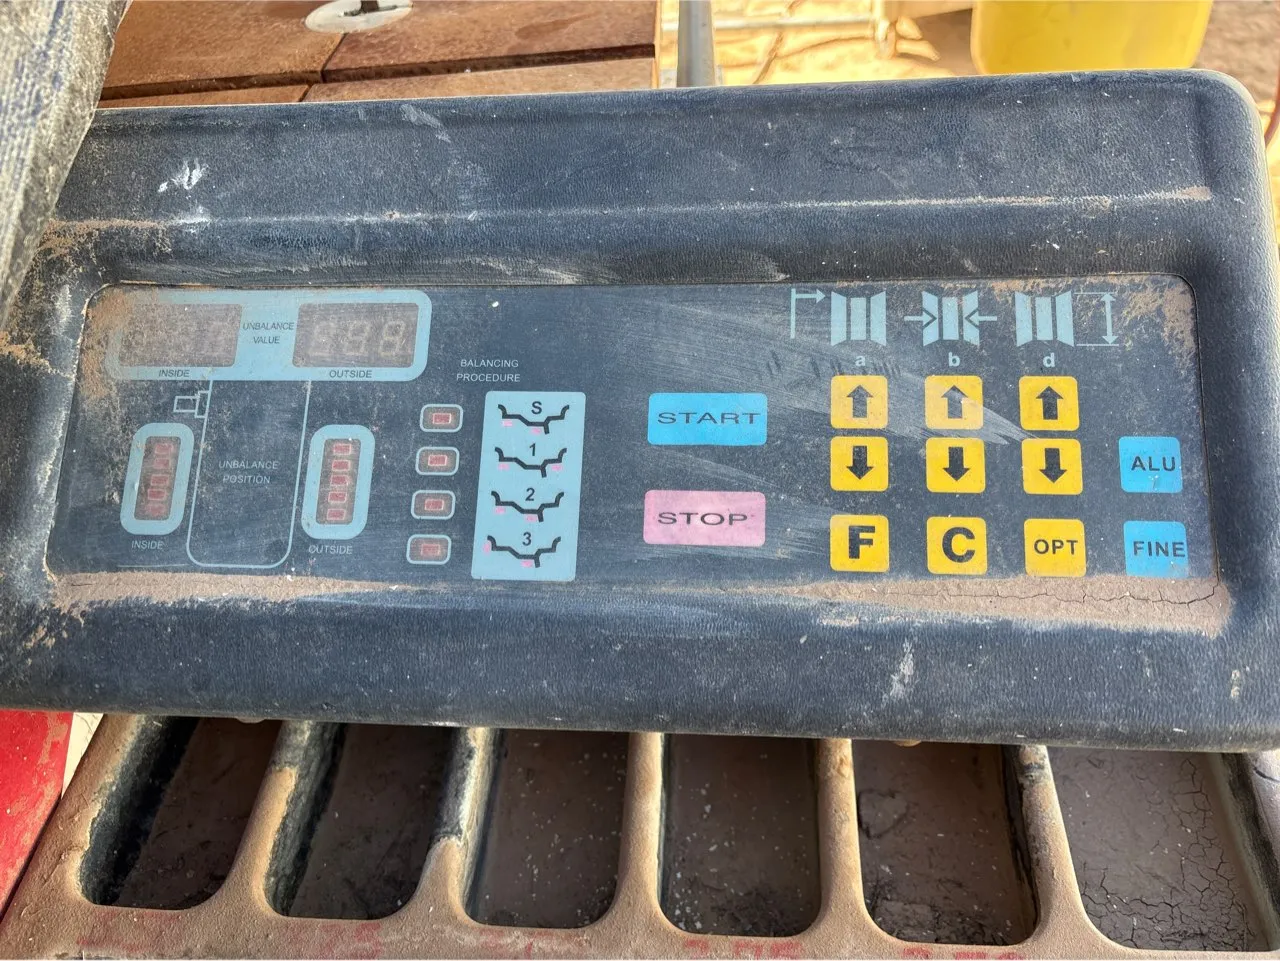 UNBALANCE
VALUE
INSIDE
OUTSIDE
BALANCING
PROCEDURE
S
1
2
3
UNBALANCE
POSITION
INSIDE
OUTSIDE
START
STOP
a b d
ALU
F C OPT FINE